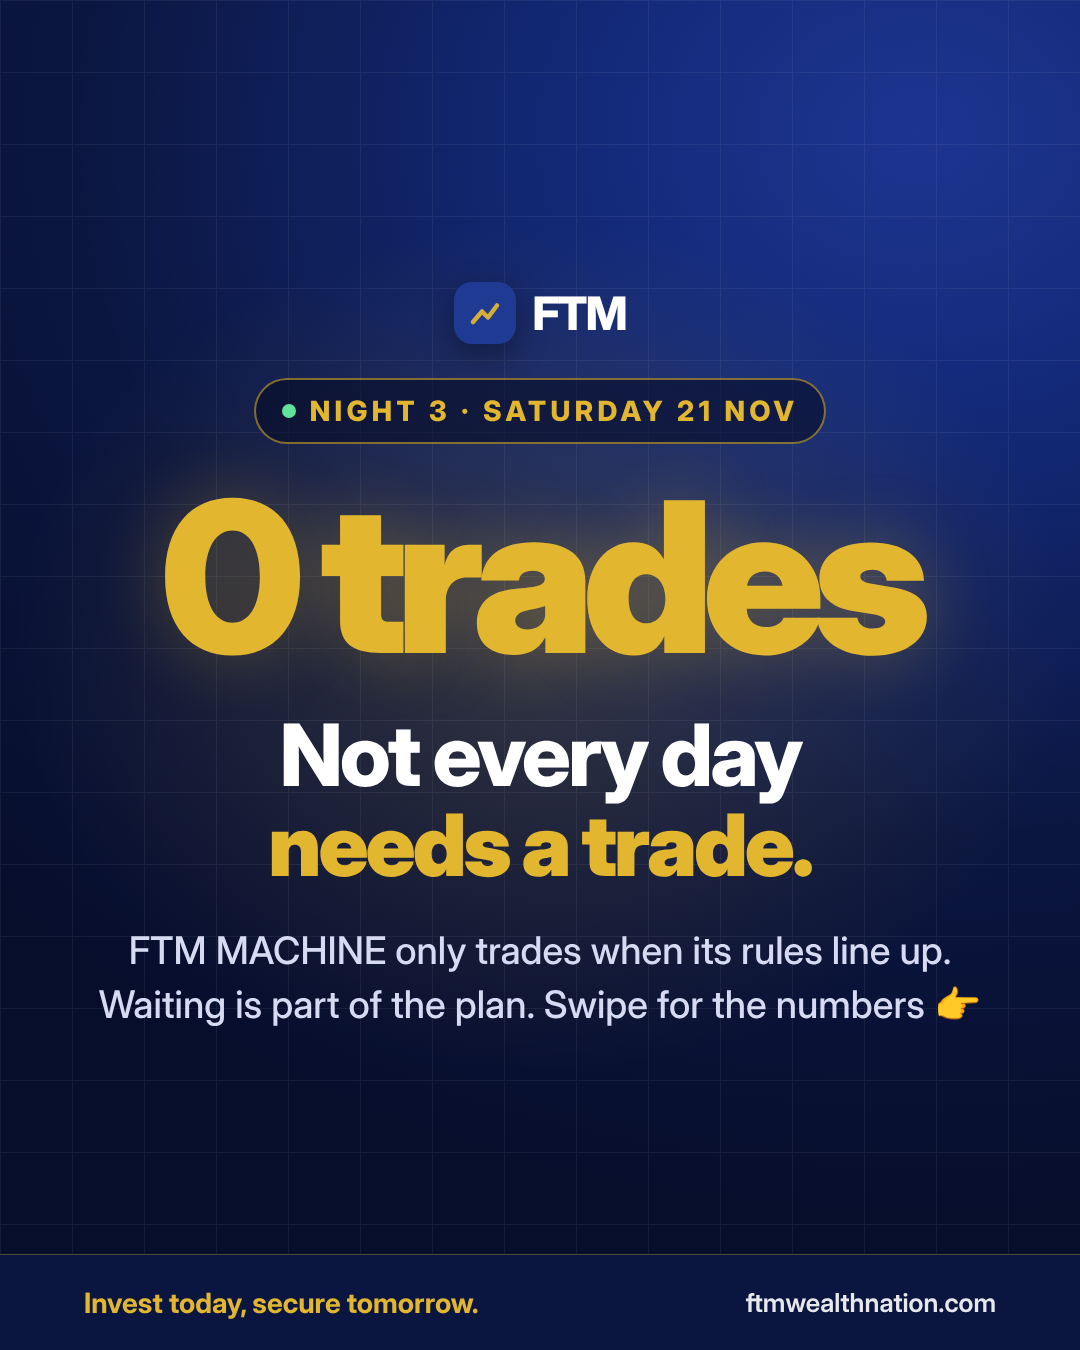 FTM
NIGHT 3 · SATURDAY 21 NOV
0 trades
Not every day
needs a trade.
FTM MACHINE only trades when its rules line up.
Waiting is part of the plan. Swipe for the numbers 👉
Invest today, secure tomorrow.
ftmwealthnation.com